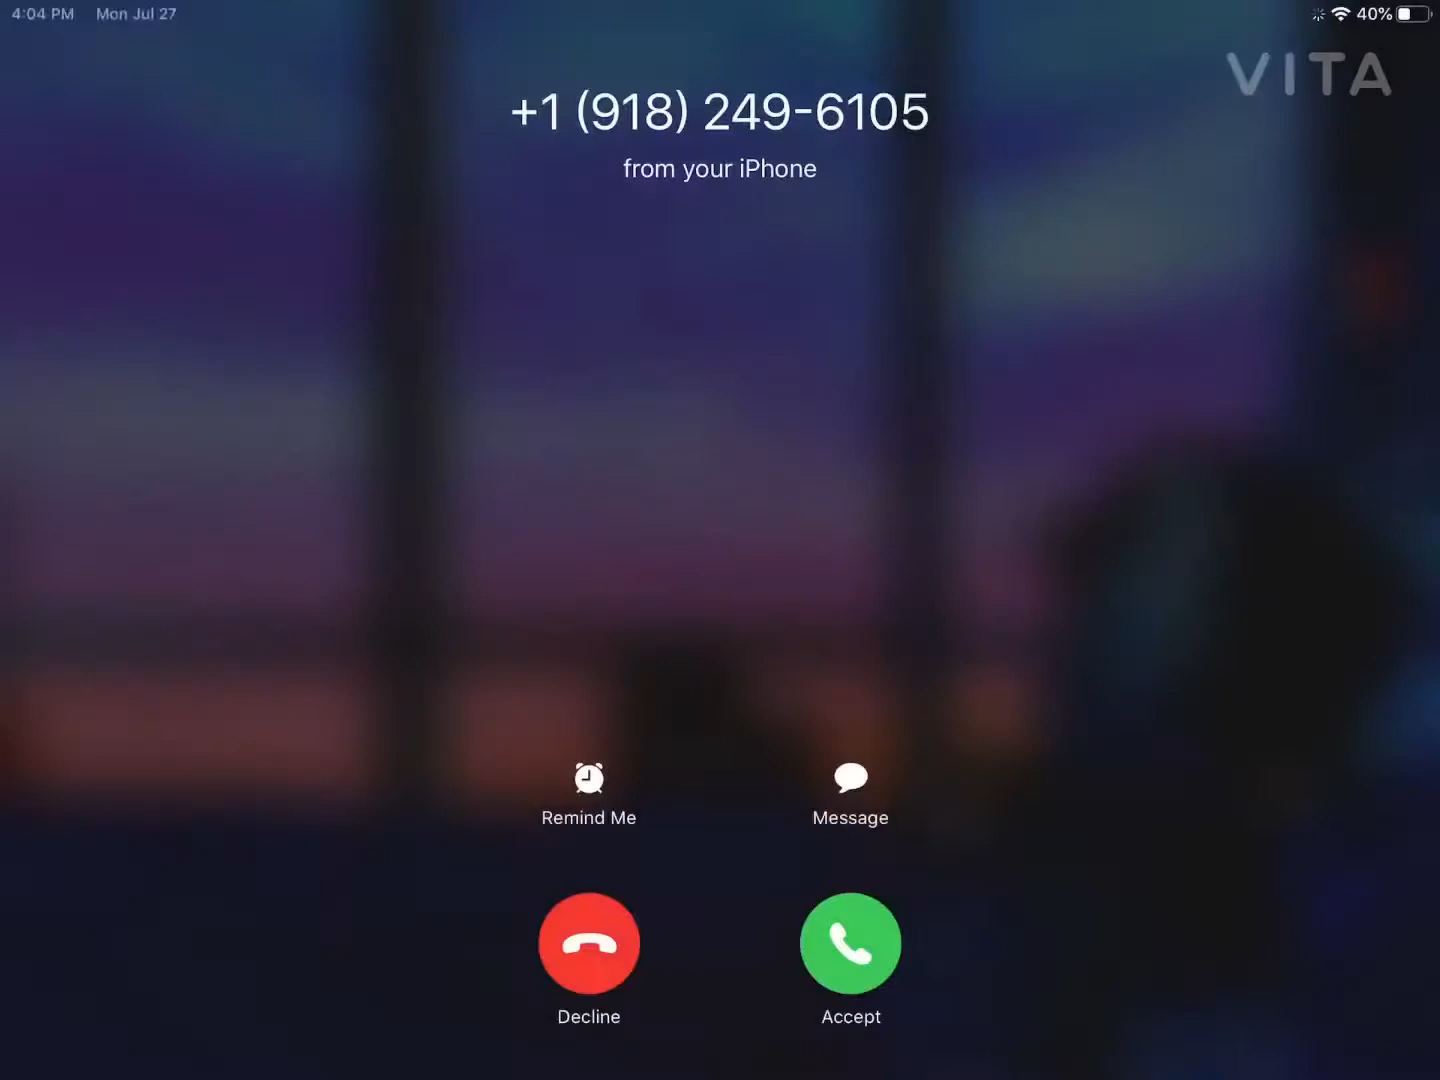 4:04 PM Mon Jul 27
40%
VITA
+1 (918) 249-6105
from your iPhone
Remind Me
Message
Decline
Accept